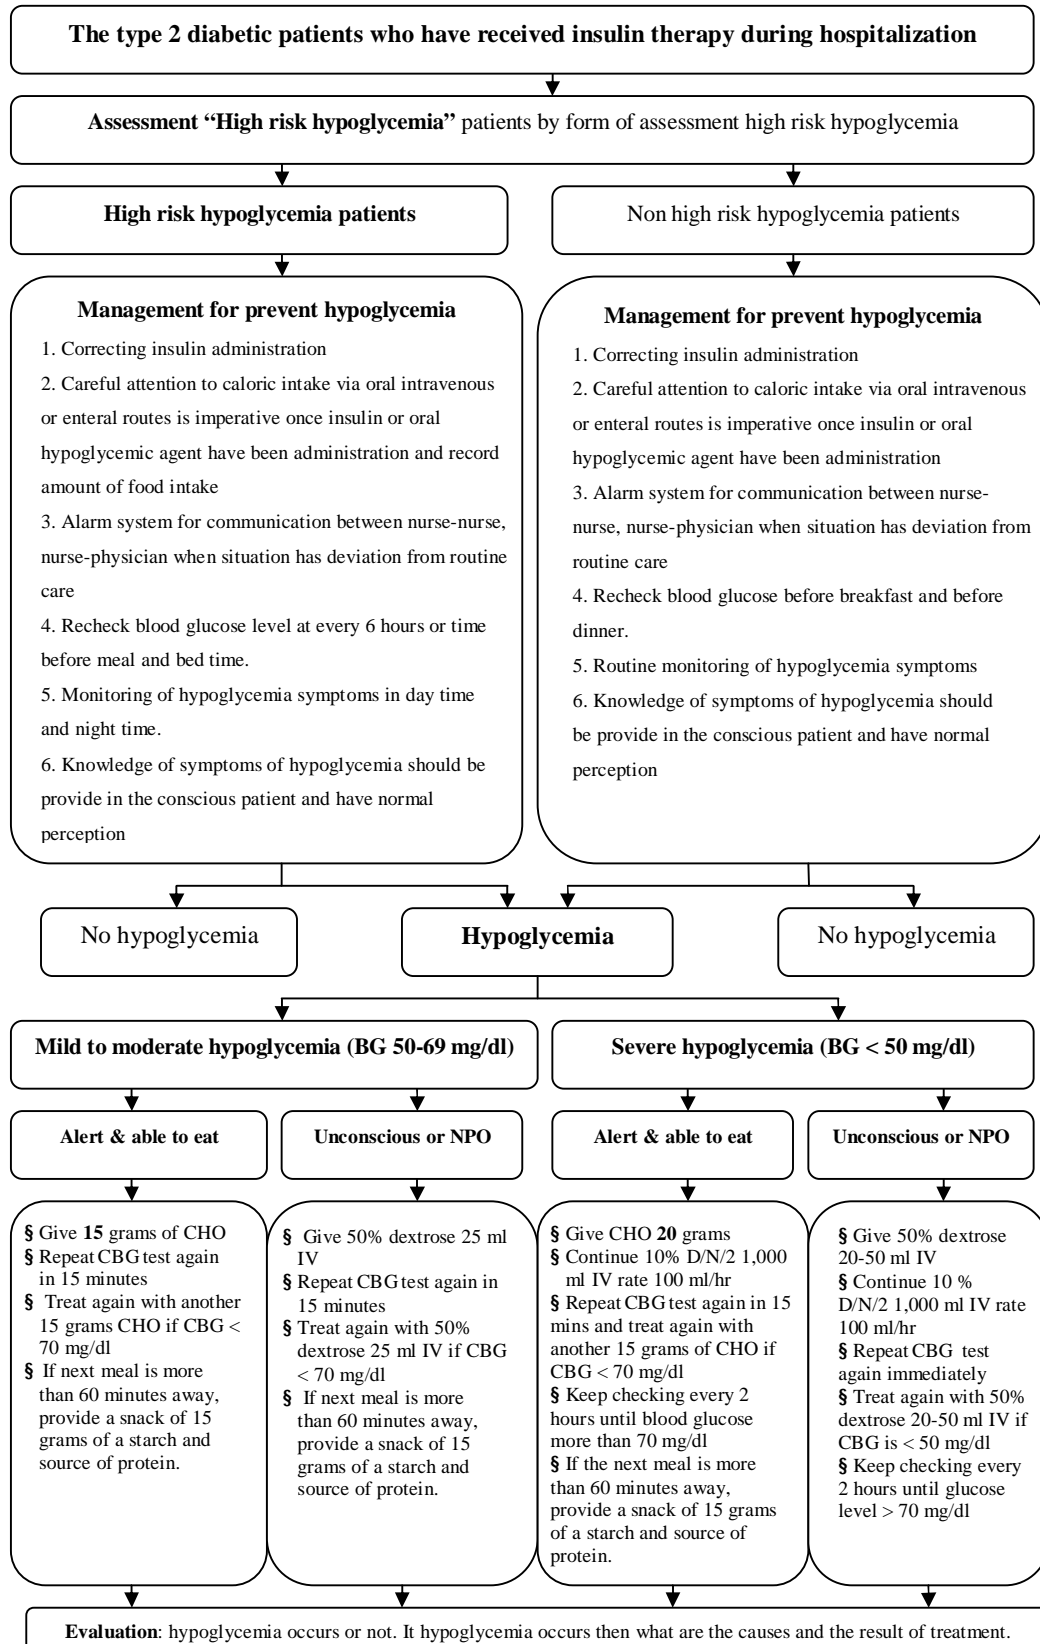 The type 2 diabetic patients who have received insulin therapy during hospitalization
Assessment “High risk hypoglycemia” patients by form of assessment high risk hypoglycemia
High risk hypoglycemia patients
Non high risk hypoglycemia patients
Management for prevent hypoglycemia
1. Correcting insulin administration
2. Careful attention to caloric intake via oral intravenous
or enteral routes is imperative once insulin or oral
hypoglycemic agent have been administration and record
amount of food intake
3. Alarm system for communication between nurse-nurse,
nurse-physician when situation has deviation from routine
care
4. Recheck blood glucose level at every 6 hours or time
before meal and bed time.
5. Monitoring of hypoglycemia symptoms in day time
and night time.
6. Knowledge of symptoms of hypoglycemia should be
provide in the conscious patient and have normal
perception
Management for prevent hypoglycemia
1. Correcting insulin administration
2. Careful attention to caloric intake via oral intravenous
or enteral routes is imperative once insulin or oral
hypoglycemic agent have been administration
3. Alarm system for communication between nurse-
nurse, nurse-physician when situation has deviation from
routine care
4. Recheck blood glucose before breakfast and before
dinner.
5. Routine monitoring of hypoglycemia symptoms
6. Knowledge of symptoms of hypoglycemia should
be provide in the conscious patient and have normal
perception
No hypoglycemia
Hypoglycemia
No hypoglycemia
Mild to moderate hypoglycemia (BG 50-69 mg/dl)
Severe hypoglycemia (BG < 50 mg/dl)
Alert & able to eat
Unconscious or NPO
Alert & able to eat
Unconscious or NPO
§ Give 15 grams of CHO
§ Repeat CBG test again
in 15 minutes
§ Treat again with another
15 grams CHO if CBG <
70 mg/dl
§ If next meal is more
than 60 minutes away,
provide a snack of 15
grams of a starch and
source of protein.
§ Give 50% dextrose 25 ml
IV
§ Repeat CBG test again in
15 minutes
§ Treat again with 50%
dextrose 25 ml IV if CBG
< 70 mg/dl
§ If next meal is more
than 60 minutes away,
provide a snack of 15
grams of a starch and
source of protein.
§ Give CHO 20 grams
§ Continue 10% D/N/2 1,000
ml IV rate 100 ml/hr
§ Repeat CBG test again in 15
mins and treat again with
another 15 grams of CHO if
CBG < 70 mg/dl
§ Keep checking every 2
hours until blood glucose
more than 70 mg/dl
§ If the next meal is more
than 60 minutes away,
provide a snack of 15 grams
of a starch and source of
protein.
§ Give 50% dextrose
20-50 ml IV
§ Continue 10 %
D/N/2 1,000 ml IV rate
100 ml/hr
§ Repeat CBG test
again immediately
§ Treat again with 50%
dextrose 20-50 ml IV if
CBG is < 50 mg/dl
§ Keep checking every
2 hours until glucose
level > 70 mg/dl
Evaluation: hypoglycemia occurs or not. It hypoglycemia occurs then what are the causes and the result of treatment.